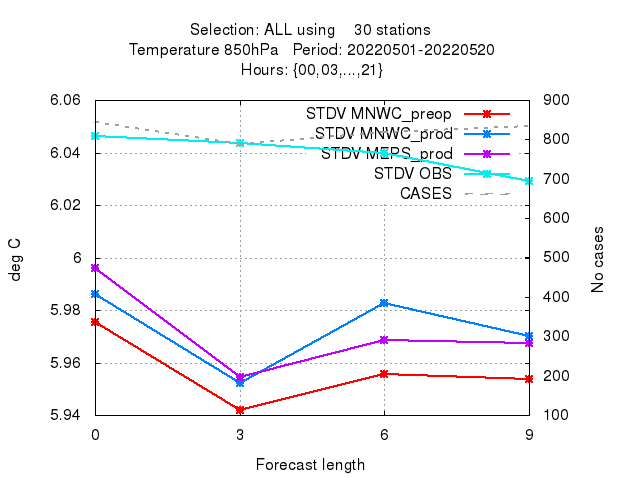 Selection: ALL using    30 stations
Temperature 850hPa   Period: 20220501-20220520
Hours: {00,03,...,21}
6.06
6.04
6.02
6
5.98
5.96
5.94
deg C
900
800
700
600
500
400
300
200
100
No cases
STDV MNWC_preop
STDV MNWC_prod
STDV MEPS_prod
STDV OBS
CASES
0
3
6
9
Forecast length